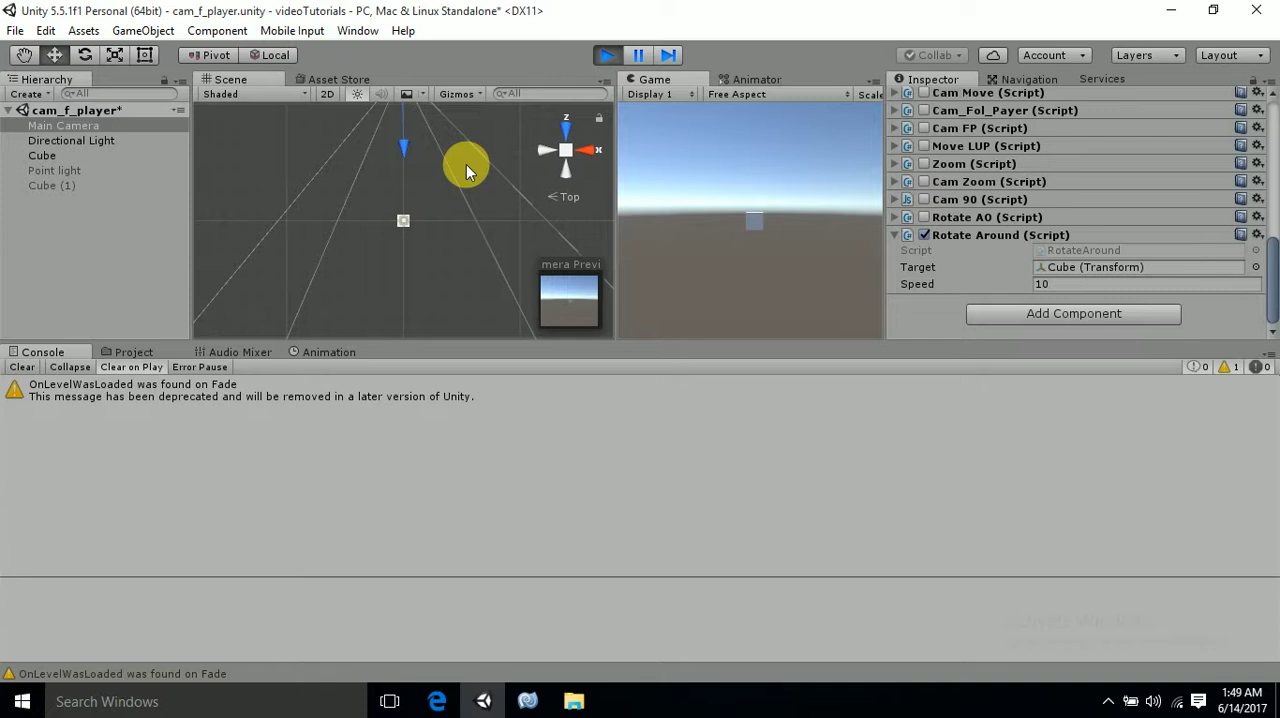 Unity 5.5.1f1 Personal (64bit) - cam_f_player.unity - videoTutorials - PC, Mac & Linux Standalone* <DX11>
File Edit Assets GameObject Component Mobile Input Window Help
Pivot Local Collab Account Layers Layout
Hierarchy Scene Asset Store Game Animator Inspector Navigation Services
Create All Shaded 2D Gizmos All Display 1 Free Aspect Scale
cam_f_player*
Main Camera
Directional Light
Cube
Point light
Cube (1)
z
x
Top
mera Previ
Cam Move (Script)
Cam_Fol_Payer (Script)
Cam FP (Script)
Move LUP (Script)
Zoom (Script)
Cam Zoom (Script)
Cam 90 (Script)
Rotate AO (Script)
Rotate Around (Script)
Script RotateAround
Target Cube (Transform)
Speed 10
Add Component
Console Project Audio Mixer Animation
Clear Collapse Clear on Play Error Pause 0 1 0
OnLevelWasLoaded was found on Fade
This message has been deprecated and will be removed in a later version of Unity.
OnLevelWasLoaded was found on Fade
Search Windows
1:49 AM
6/14/2017